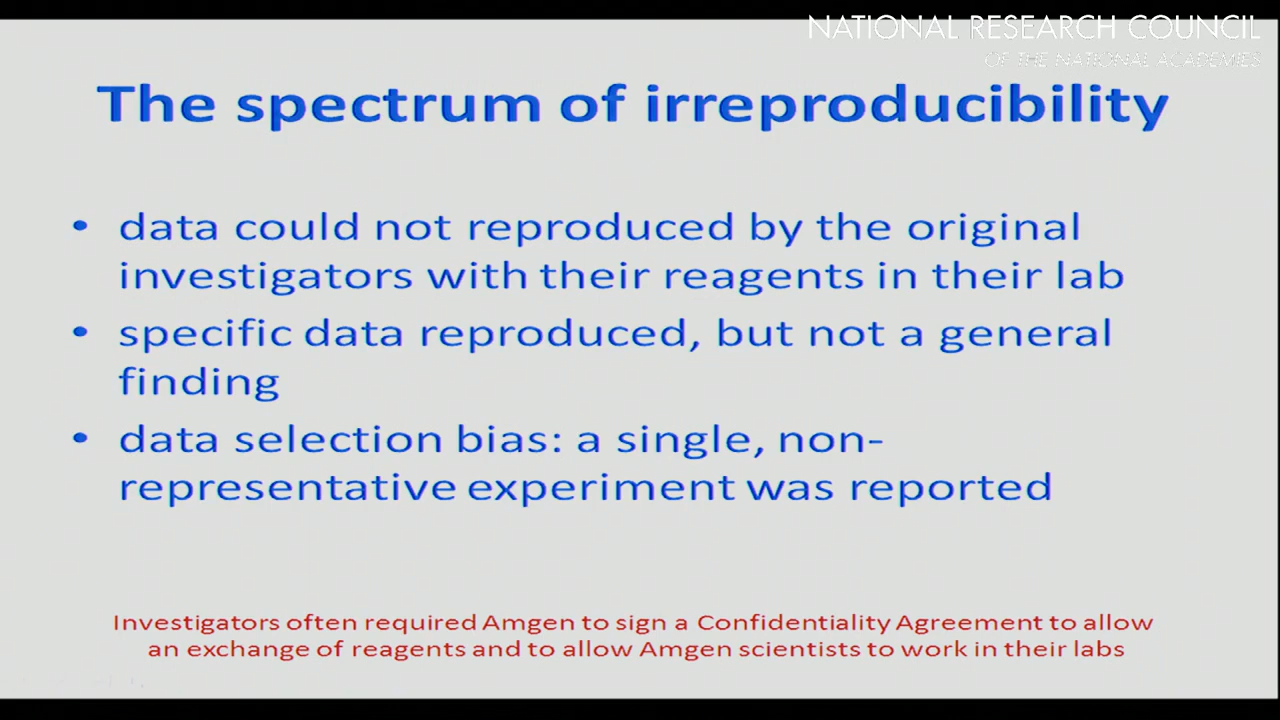 NATIONAL RESEARCH COUNCIL
OF THE NATIONAL ACADEMIES
The spectrum of irreproducibility
• data could not reproduced by the original
investigators with their reagents in their lab
• specific data reproduced, but not a general
finding
• data selection bias: a single, non-
representative experiment was reported
Investigators often required Amgen to sign a Confidentiality Agreement to allow
an exchange of reagents and to allow Amgen scientists to work in their labs